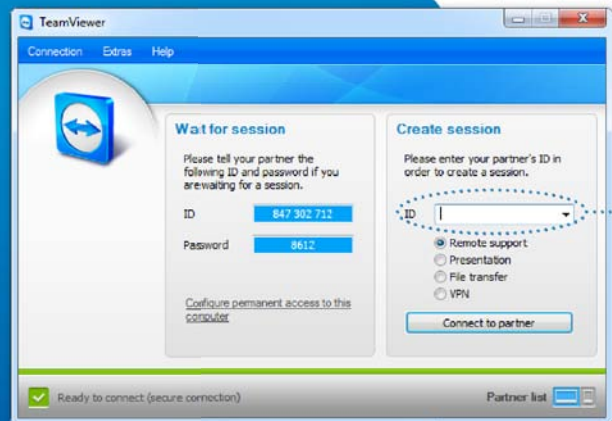 TeamViewer
Connection Extras Help
Wait for session
Please tell your partner the
following ID and password if you
are waiting for a session.
ID 847 302 712
Password 8612
Configure permanent access to this
computer
Create session
Please enter your partner's ID in
order to create a session.
ID
Remote support
Presentation
File transfer
VPN
Connect to partner
Ready to connect (secure connection)
Partner list